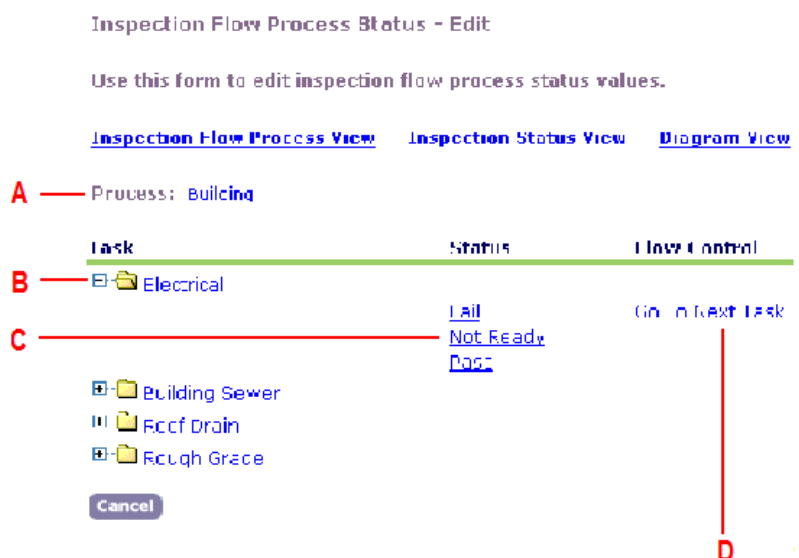 Inspection Flow Process Status - Edit
Use this form to edit inspection flow process status values.
Inspection Flow Process View Inspection Status View Diagram View
A Process: Building
Task Status Flow Control
B Electrical
Fail Go To Next Task
C Not Ready
Pass
Building Sewer
Roof Drain
Rough Grade
Cancel
D